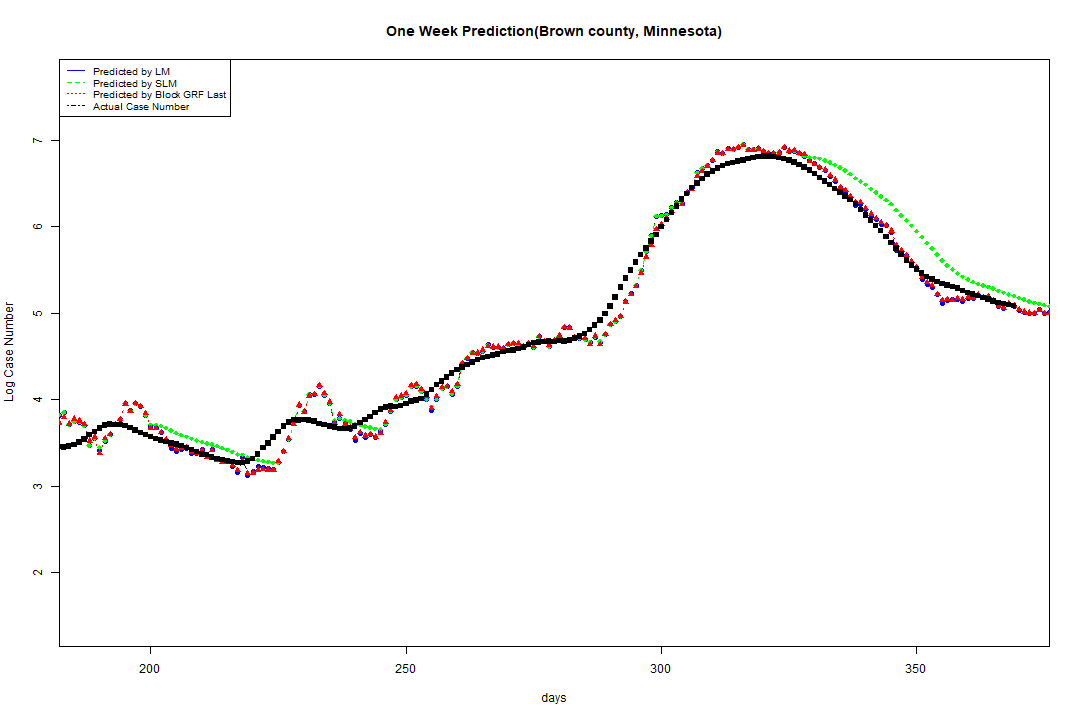 One Week Prediction(Brown county, Minnesota)
Predicted by LM
Predicted by SLM
Predicted by Block GRF Last
Actual Case Number
Log Case Number
7
6
5
4
3
2
200 250 300 350
days